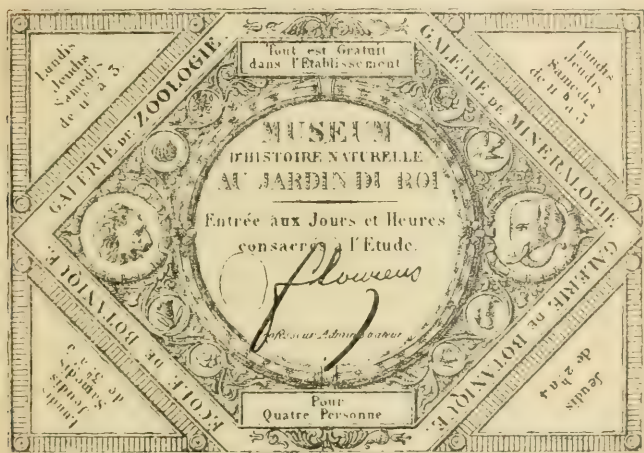 Lundis
Jeudis
Samedis
de 11h à 3.
GALERIE DE ZOOLOGIE.
Tout est Gratuit
dans l'Etablissement
GALERIE DE MINERALOGIE
Lundis
Jeudis
Samedis
de 11 h à 3
MUSEUM
D'HISTOIRE NATURELLE
AU JARDIN DU ROI
Entrée aux Jours et Heures
consacrés à l'Etude.
flourens
Professeur Administrateur
ECOLE DE BOTANIQUE.
Lundis
Jeudis
Samedis
Pour
Quatre Personne
GALERIE DE BOTANIQUE.
Jeudis
de 2 h à 4